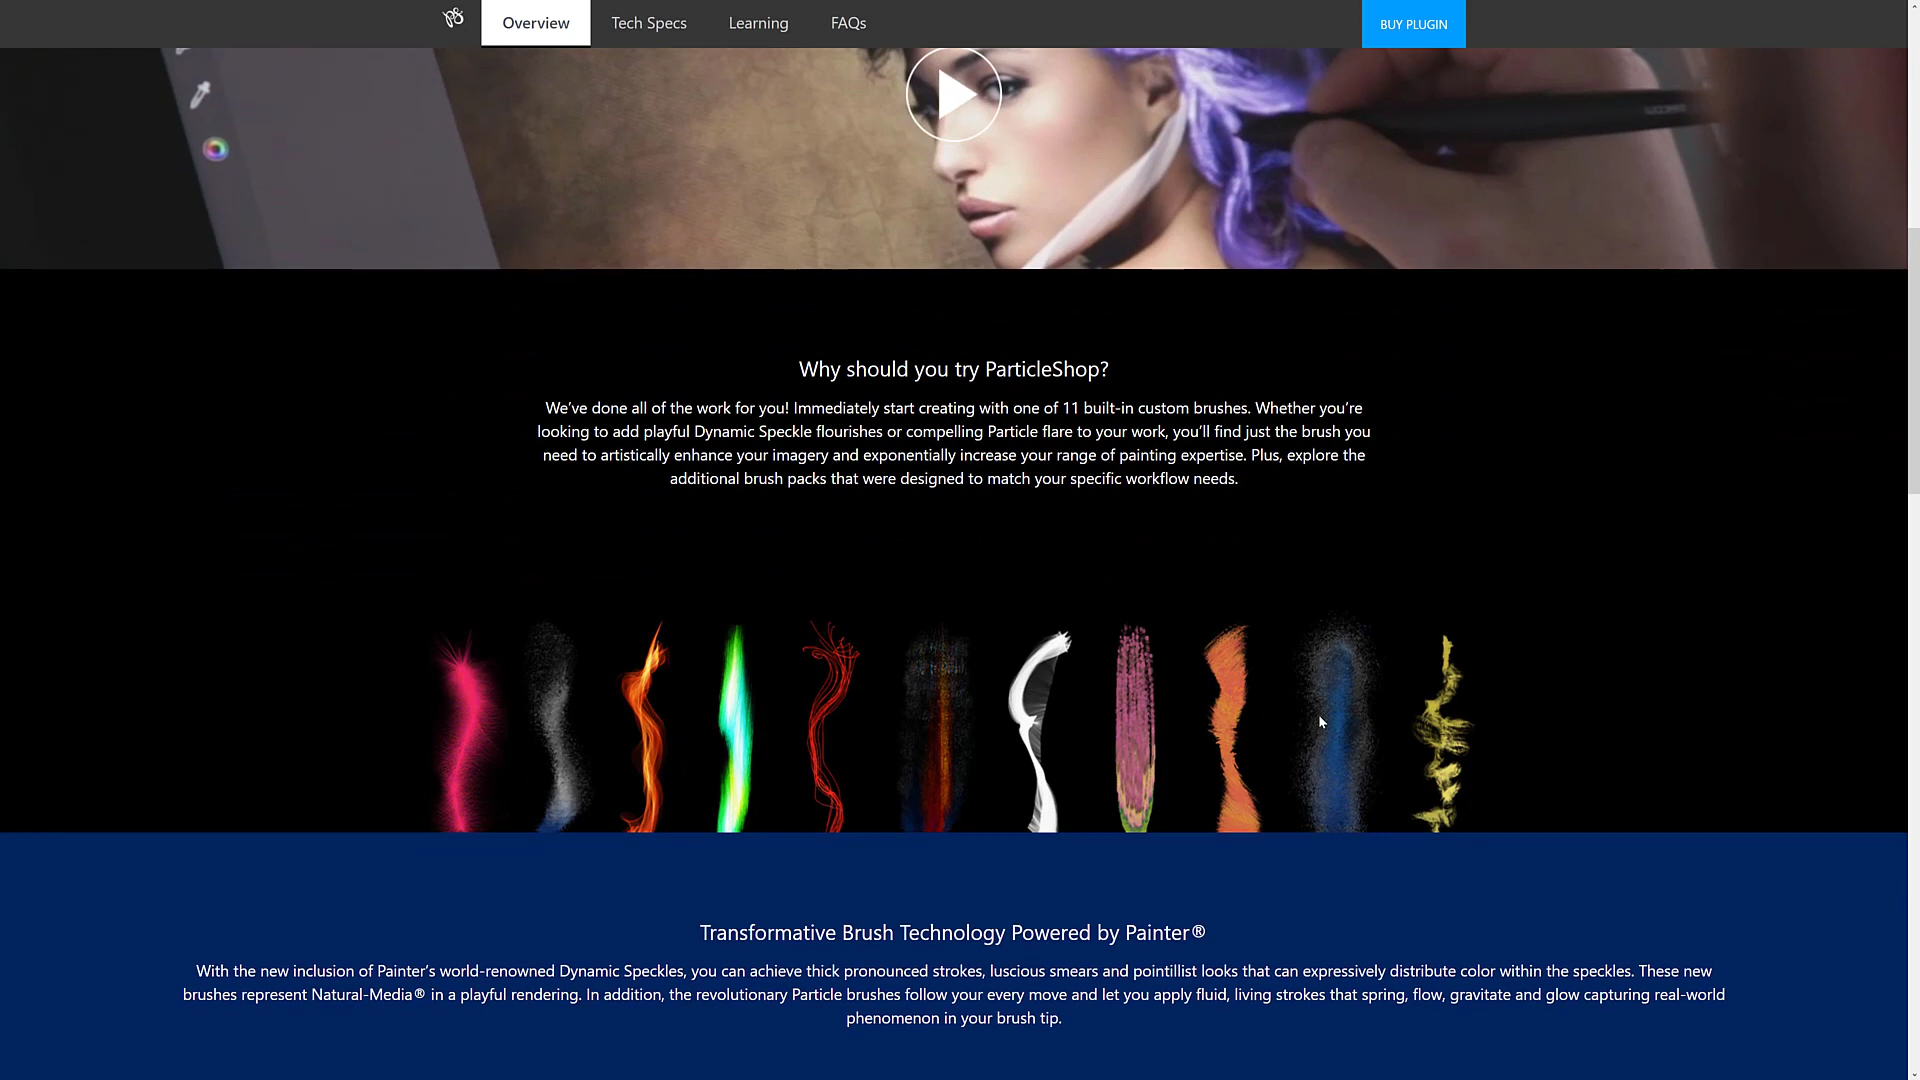 Overview
Tech Specs
Learning
FAQs
BUY PLUGIN
Why should you try ParticleShop?
We’ve done all of the work for you! Immediately start creating with one of 11 built-in custom brushes. Whether you’re
looking to add playful Dynamic Speckle flourishes or compelling Particle flare to your work, you’ll find just the brush you
need to artistically enhance your imagery and exponentially increase your range of painting expertise. Plus, explore the
additional brush packs that were designed to match your specific workflow needs.
Transformative Brush Technology Powered by Painter®
With the new inclusion of Painter’s world-renowned Dynamic Speckles, you can achieve thick pronounced strokes, luscious smears and pointillist looks that can expressively distribute color within the speckles. These new
brushes represent Natural-Media® in a playful rendering. In addition, the revolutionary Particle brushes follow your every move and let you apply fluid, living strokes that spring, flow, gravitate and glow capturing real-world
phenomenon in your brush tip.